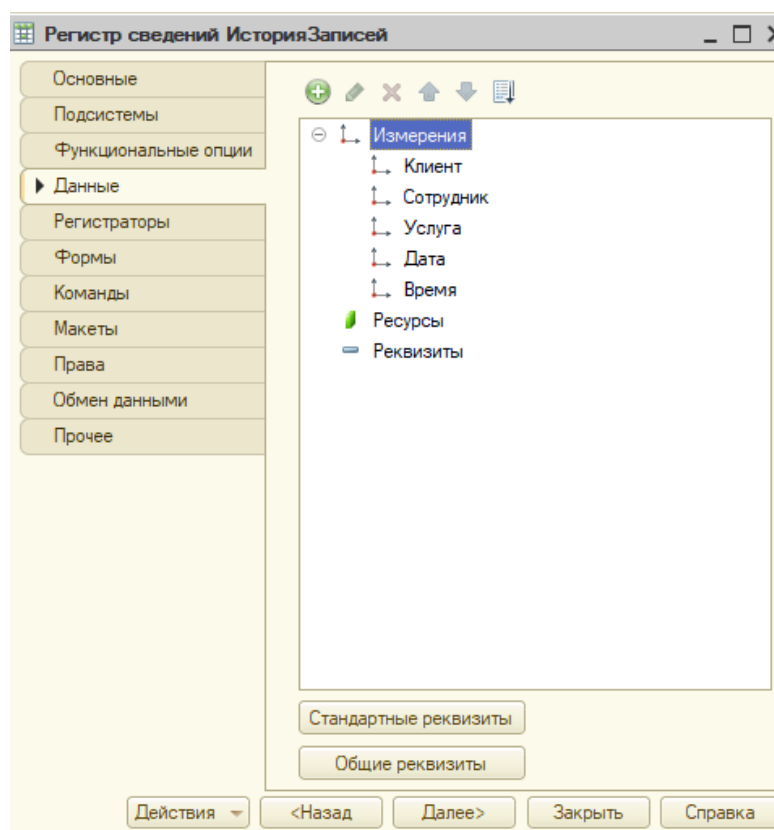 Регистр сведений ИсторияЗаписей
Основные
Подсистемы
Функциональные опции
Данные
Регистраторы
Формы
Команды
Макеты
Права
Обмен данными
Прочее
Измерения
Клиент
Сотрудник
Услуга
Дата
Время
Ресурсы
Реквизиты
Стандартные реквизиты
Общие реквизиты
Действия
<Назад
Далее>
Закрыть
Справка